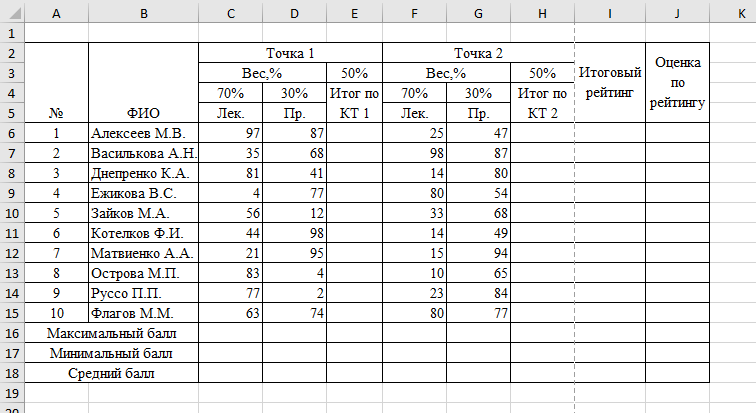 A B C D E F G H I J K
1
2 Точка 1 Точка 2
3 Вес,% 50% Вес,% 50% Итоговый рейтинг Оценка по рейтингу
4 70% 30% Итог по 70% 30% Итог по
5 № ФИО Лек. Пр. КТ 1 Лек. Пр. КТ 2
6 1 Алексеев М.В. 97 87 25 47
7 2 Василькова А.Н. 35 68 98 87
8 3 Днепренко К.А. 81 41 14 80
9 4 Ежикова В.С. 4 77 80 54
10 5 Зайков М.А. 56 12 33 68
11 6 Котелков Ф.И. 44 98 14 49
12 7 Матвиенко А.А. 21 95 15 94
13 8 Острова М.П. 83 4 10 65
14 9 Руссо П.П. 77 2 23 84
15 10 Флагов М.М. 63 74 80 77
16 Максимальный балл
17 Минимальный балл
18 Средний балл
19
20